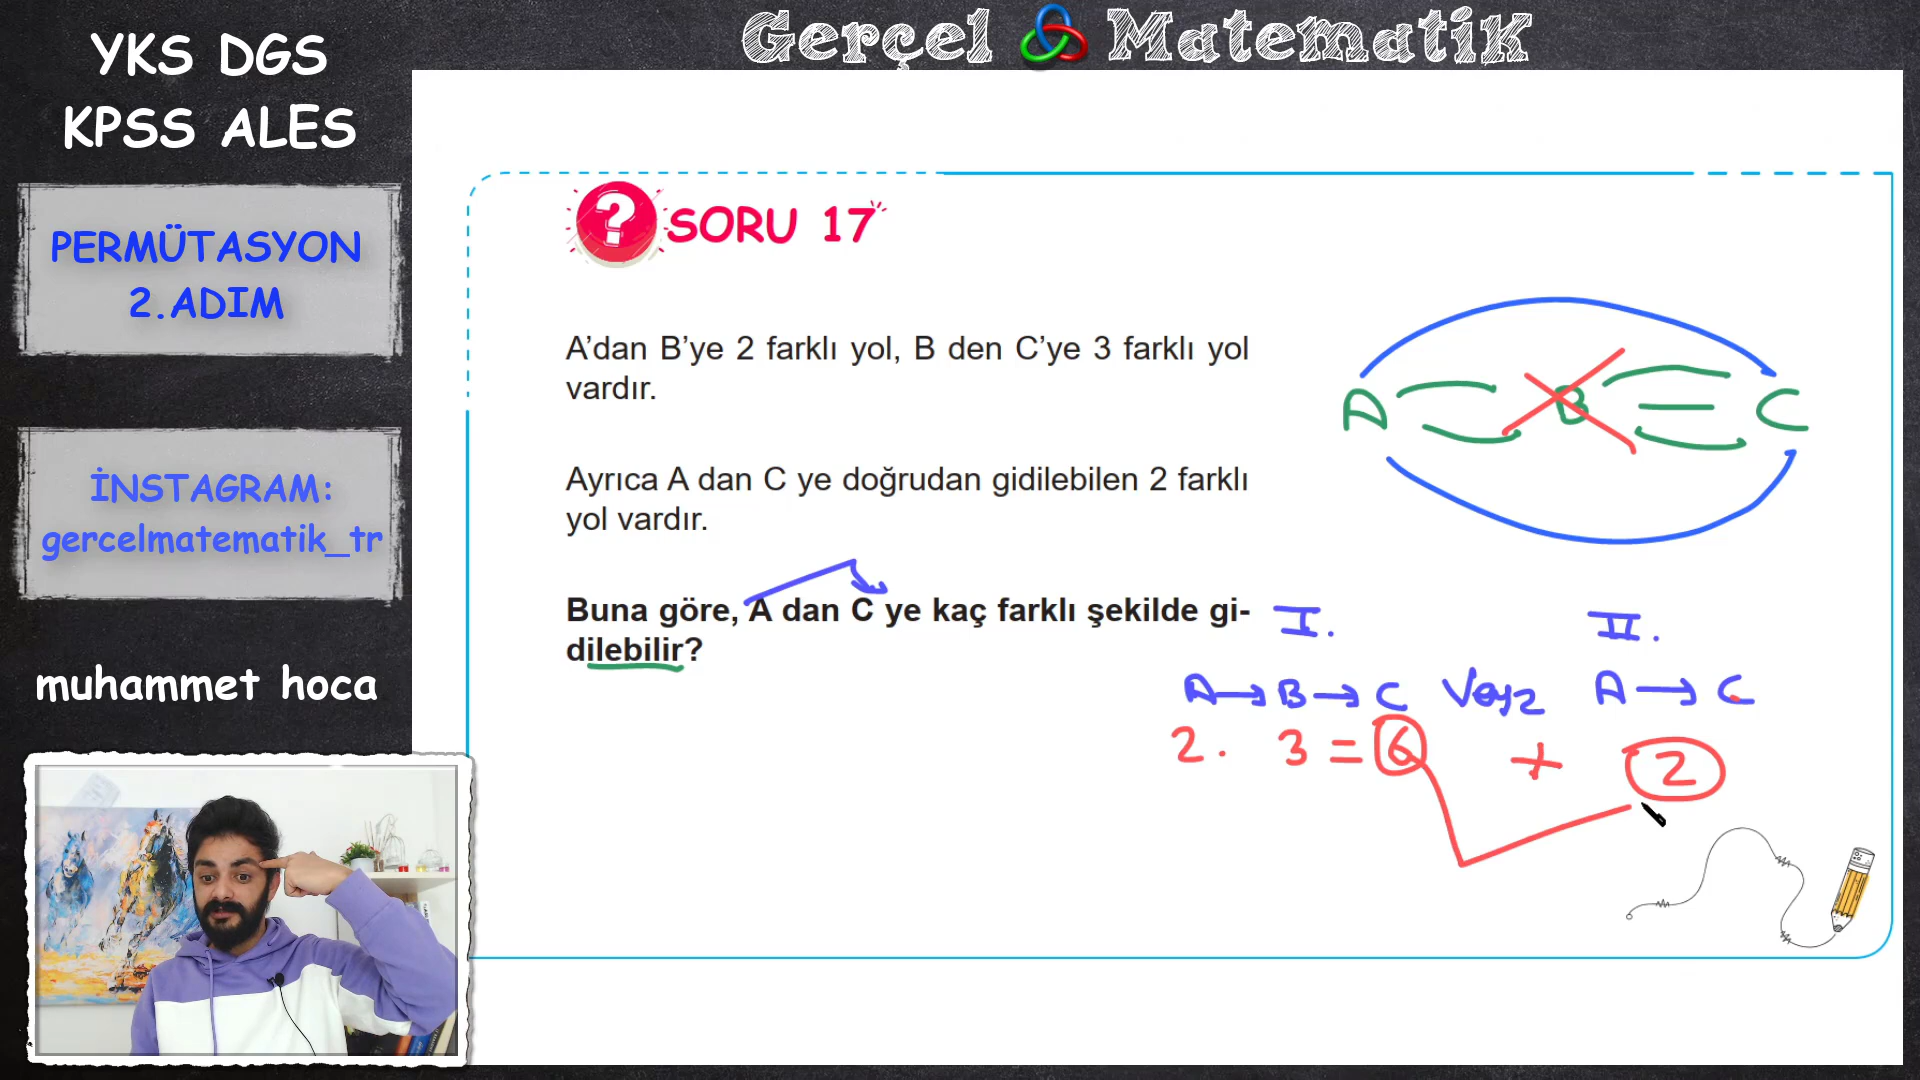 Gerçel Matematik
YKS DGS
KPSS ALES
PERMÜTASYON
2.ADIM
İNSTAGRAM:
gercelmatematik_tr
muhammet hoca
? SORU 17
A’dan B’ye 2 farklı yol, B den C’ye 3 farklı yol
vardır.
Ayrıca A dan C ye doğrudan gidilebilen 2 farklı
yol vardır.
Buna göre, A dan C ye kaç farklı şekilde gi-
dilebilir?
A B C
I. II.
A → B → C Veya A → C
2 . 3 = 6 + 2